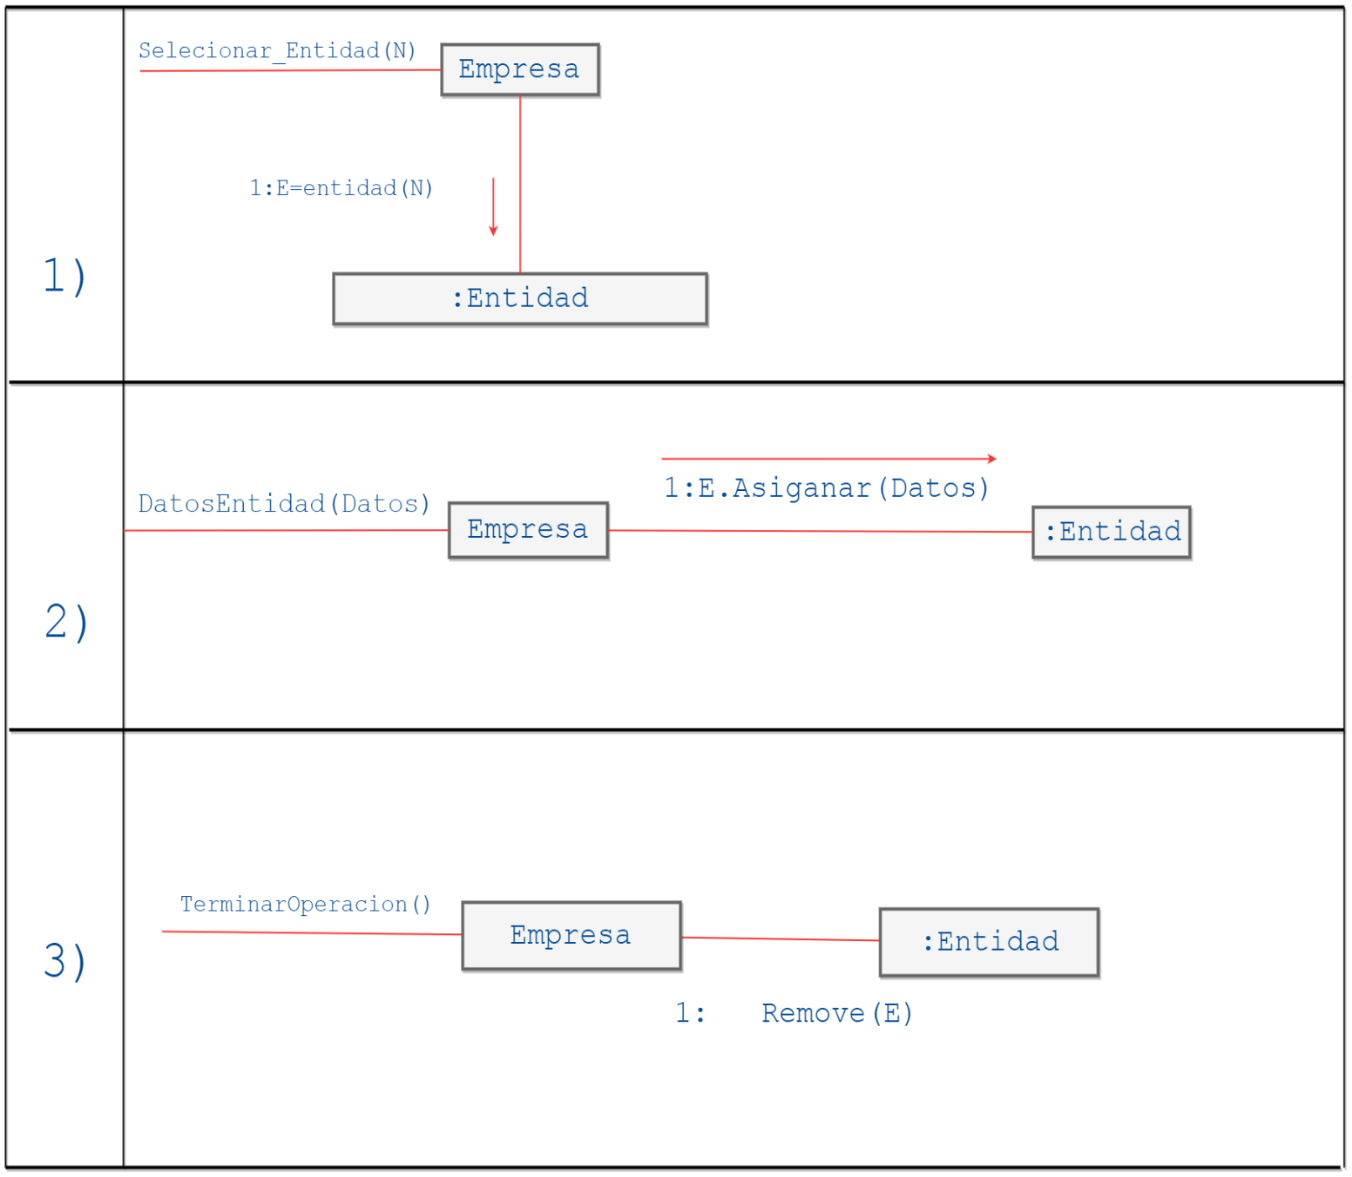 Selecionar_Entidad(N)
Empresa
1:E=entidad(N)
1)
:Entidad
DatosEntidad(Datos)
1:E.Asiganar(Datos)
Empresa
:Entidad
2)
TerminarOperacion()
Empresa
:Entidad
3)
1: Remove(E)